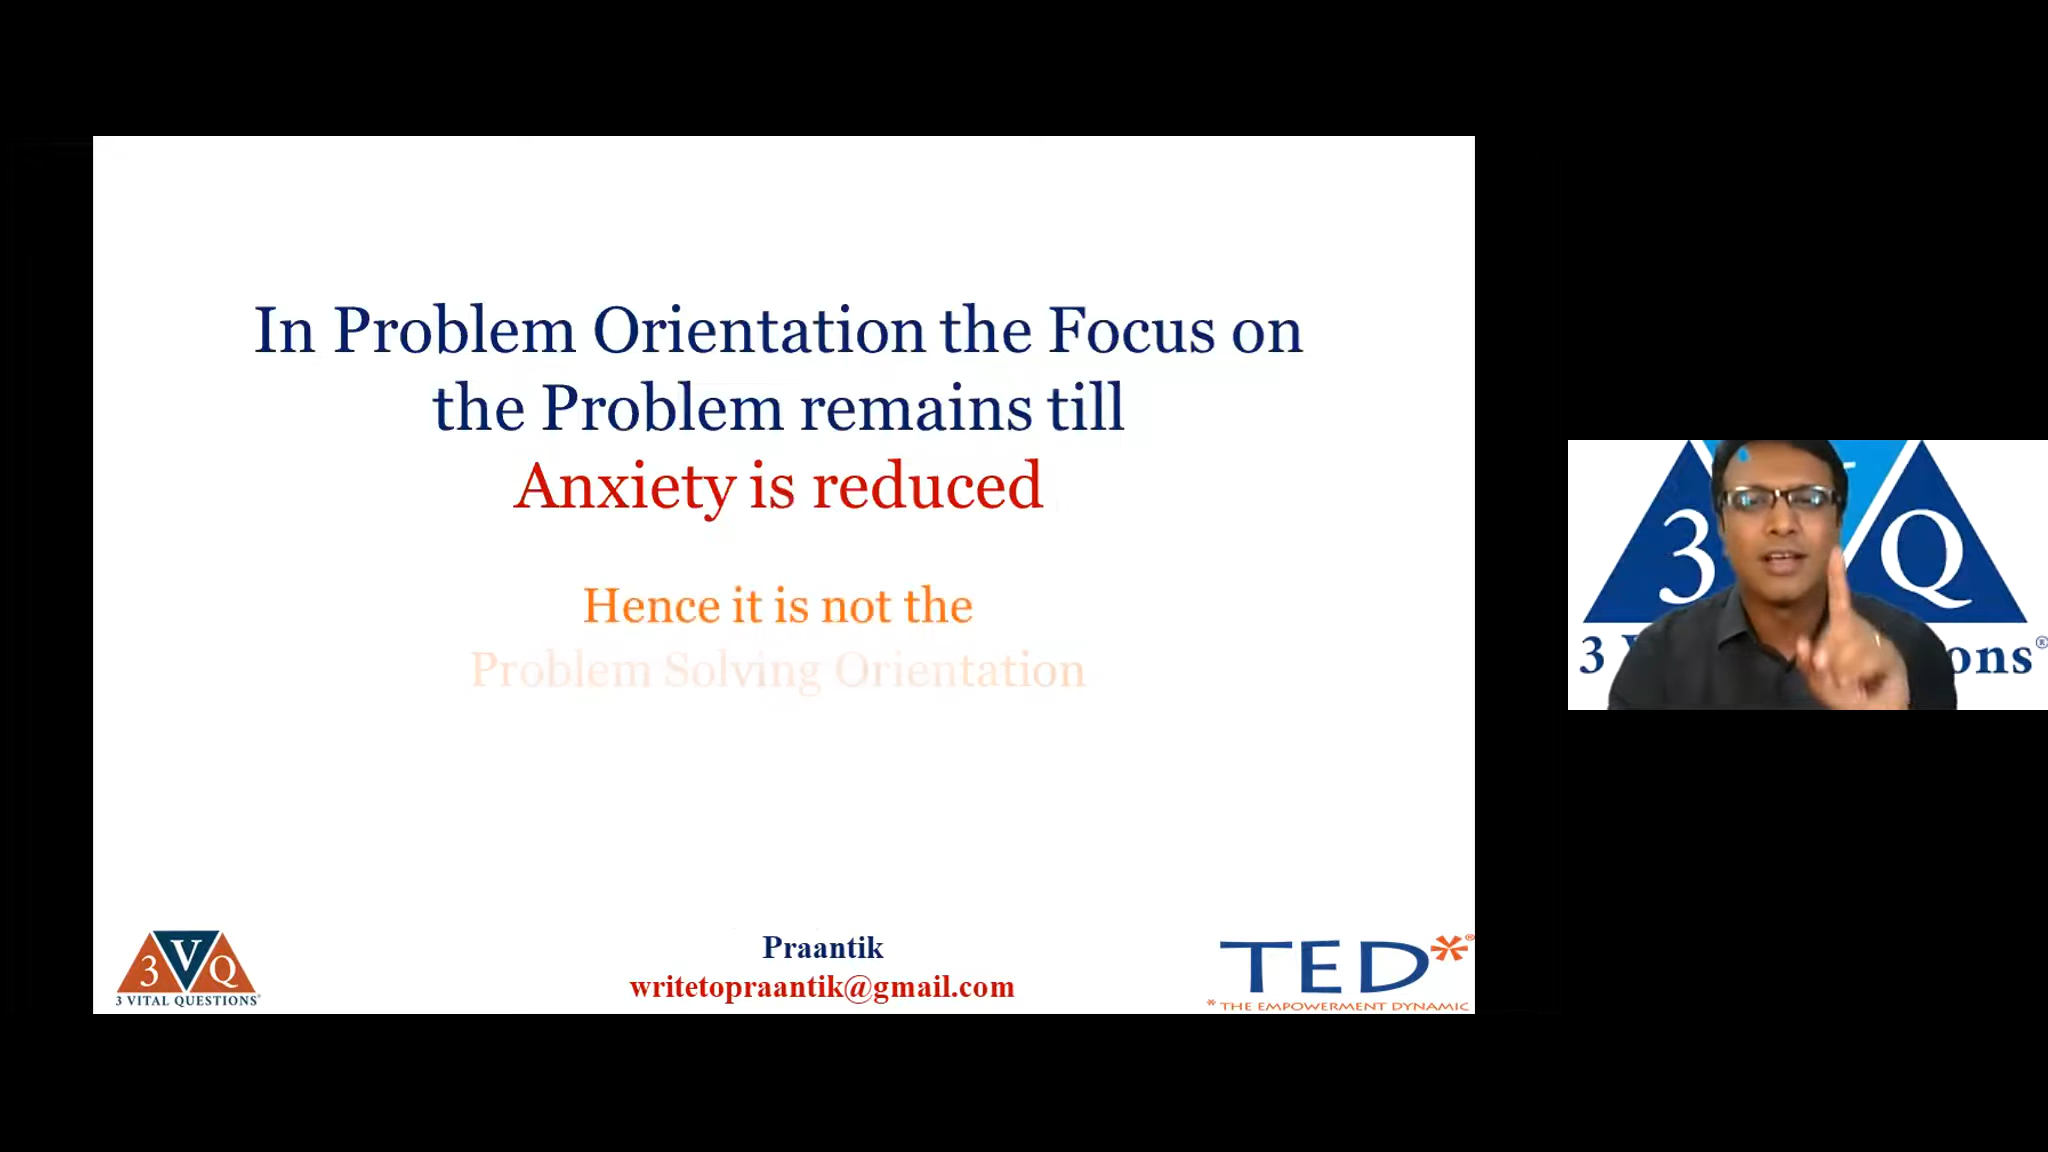 In Problem Orientation the Focus on
the Problem remains till
Anxiety is reduced
Hence it is not the
Problem Solving Orientation
3VQ
3 VITAL QUESTIONS®
Praantik
writetopraantik@gmail.com
TED*®
* THE EMPOWERMENT DYNAMIC
3 Q
3 V ons®